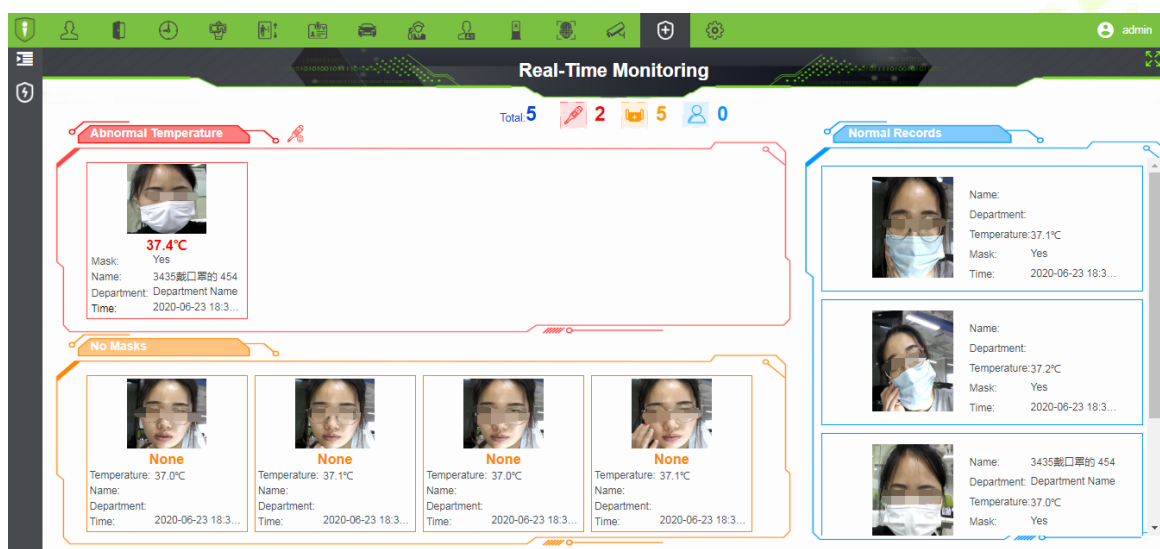 admin
Real-Time Monitoring
Total:5 2 5 0
Abnormal Temperature
37.4℃
Mask: Yes
Name: 3435戴口罩的 454
Department: Department Name
Time: 2020-06-23 18:3...
No Masks
None
Temperature: 37.0℃
Name:
Department:
Time: 2020-06-23 18:3...
None
Temperature: 37.1℃
Name:
Department:
Time: 2020-06-23 18:3...
None
Temperature: 37.0℃
Name:
Department:
Time: 2020-06-23 18:3...
None
Temperature: 37.1℃
Name:
Department:
Time: 2020-06-23 18:3...
Normal Records
Name:
Department:
Temperature:37.1℃
Mask: Yes
Time: 2020-06-23 18:3...
Name:
Department:
Temperature:37.2℃
Mask: Yes
Time: 2020-06-23 18:3...
Name: 3435戴口罩的 454
Department: Department Name
Temperature:37.0℃
Mask: Yes